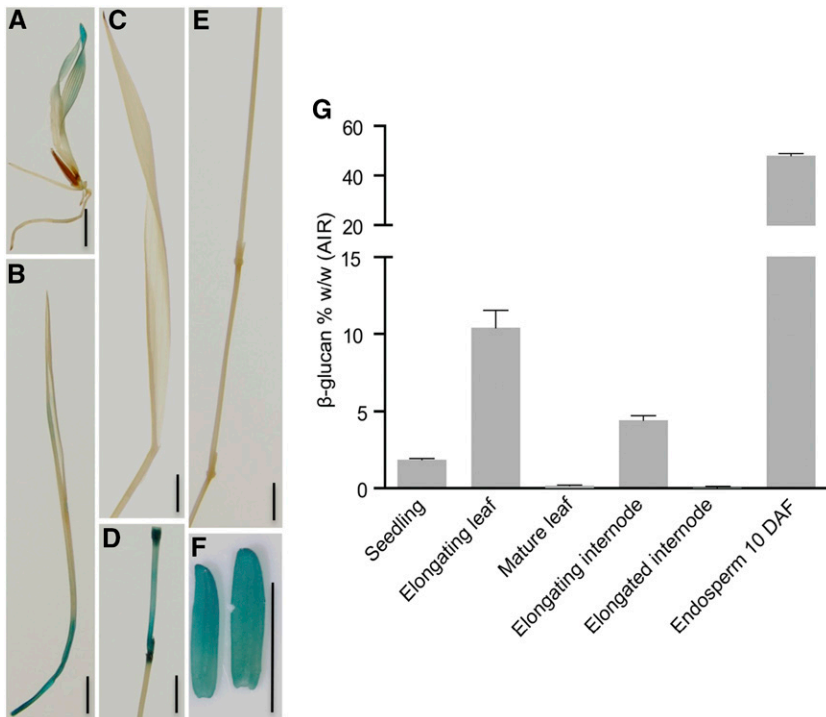 A
C
E
B
D
F
G
β-glucan % w/w (AIR)
60
40
20
15
10
5
0
Seedling
Elongating leaf
Mature leaf
Elongating internode
Elongated internode
Endosperm 10 DAF